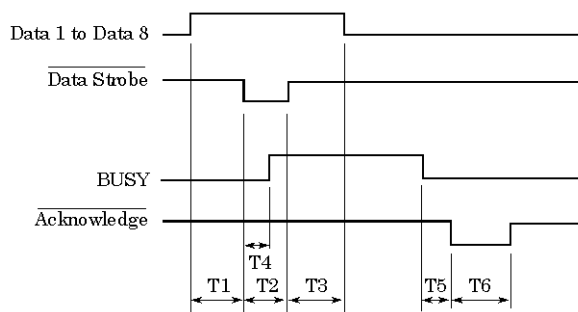 Data 1 to Data 8
Data Strobe
BUSY
Acknowledge
T4
T1 T2 T3 T5 T6